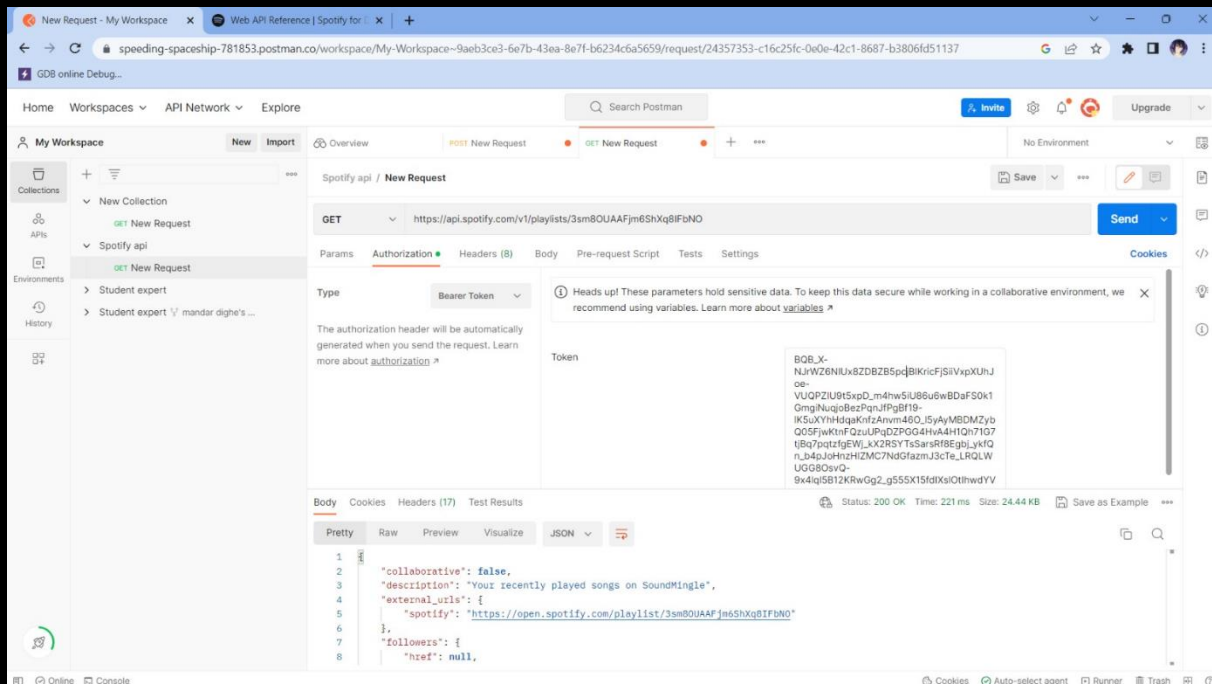 New Request - My Workspace
Web API Reference | Spotify for D
speeding-spaceship-781853.postman.co/workspace/My-Workspace~9aeb3ce3-6e7b-43ea-8e7f-b6234c6a5659/request/24357353-c16c25fc-0e0e-42c1-8687-b3806fd51137
GDB online Debug...
Home Workspaces API Network Explore
Search Postman
Invite
Upgrade
My Workspace
New Import
Overview
POST New Request
GET New Request
No Environment
Collections
APIs
Environments
History
New Collection
GET New Request
Spotify api
GET New Request
Student expert
Student expert mandar dighe's ...
Spotify api / New Request
Save
GET https://api.spotify.com/v1/playlists/3sm8OUAAFjm6ShXq8IFbNO
Send
Params Authorization Headers (8) Body Pre-request Script Tests Settings
Cookies
Type
Bearer Token
The authorization header will be automatically
generated when you send the request. Learn
more about authorization
Heads up! These parameters hold sensitive data. To keep this data secure while working in a collaborative environment, we
recommend using variables. Learn more about variables
Token
BQB_X-
Body Cookies Headers (17) Test Results
Status: 200 OK Time: 221 ms Size: 24.44 KB Save as Example
Pretty Raw Preview Visualize JSON
1 {
2 "collaborative": false,
3 "description": "Your recently played songs on SoundMingle",
4 "external_urls": {
5 "spotify": "https://open.spotify.com/playlist/3sm8OUAAFjm6ShXq8IFbNO"
6 },
7 "followers": {
8 "href": null,
Online Console
Cookies Auto-select agent Runner Trash